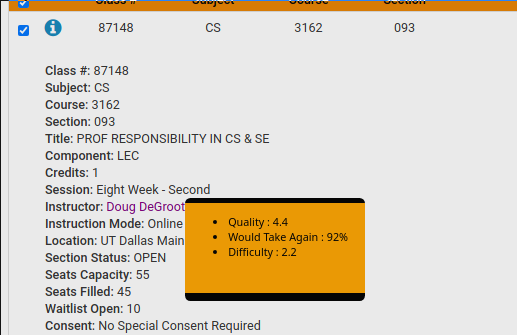 Class # Subject Course Section
87148 CS 3162 093
Class #: 87148
Subject: CS
Course: 3162
Section: 093
Title: PROF RESPONSIBILITY IN CS & SE
Component: LEC
Credits: 1
Session: Eight Week - Second
Instructor: Doug DeGroot
Instruction Mode: Online
Location: UT Dallas Main
Section Status: OPEN
Seats Capacity: 55
Seats Filled: 45
Waitlist Open: 10
Consent: No Special Consent Required
• Quality : 4.4
• Would Take Again : 92%
• Difficulty : 2.2